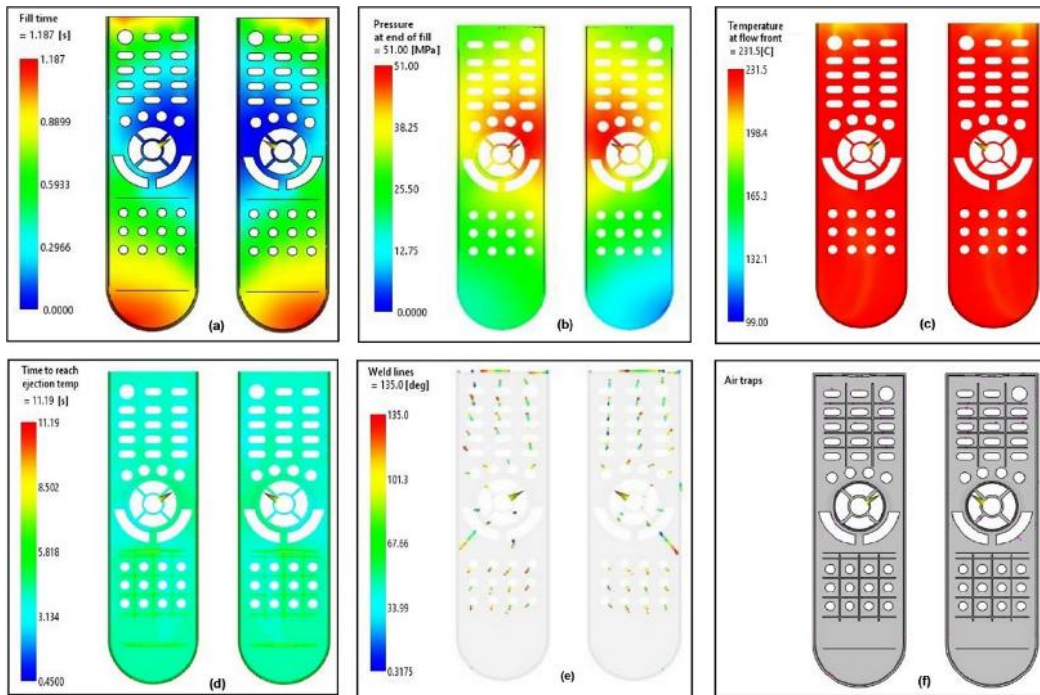 Fill time
= 1.187 [s]
1.187
0.8899
0.5933
0.2966
0.0000
(a)
Pressure
at end of fill
= 51.00 [MPa]
51.00
38.25
25.50
12.75
0.0000
(b)
Temperature
at flow front
= 231.5[C]
231.5
198.4
165.3
132.1
99.00
(c)
Time to reach
ejection temp
= 11.19 [s]
11.19
8.502
5.818
3.134
0.4500
(d)
Weld lines
= 135.0 [deg]
135.0
101.3
67.66
33.99
0.3175
(e)
Air traps
(f)